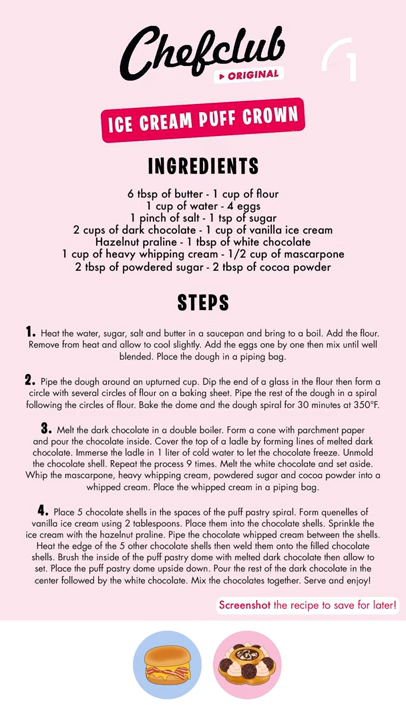 Chefclub
ORIGINAL
1
ICE CREAM PUFF CROWN
INGREDIENTS
6 tbsp of butter - 1 cup of flour
1 cup of water - 4 eggs
1 pinch of salt - 1 tsp of sugar
2 cups of dark chocolate - 1 cup of vanilla ice cream
Hazelnut praline - 1 tbsp of white chocolate
1 cup of heavy whipping cream - 1/2 cup of mascarpone
2 tbsp of powdered sugar - 2 tbsp of cocoa powder
STEPS
1. Heat the water, sugar, salt and butter in a saucepan and bring to a boil. Add the flour.
Remove from heat and allow to cool slightly. Add the eggs one by one then mix until well
blended. Place the dough in a piping bag.
2. Pipe the dough around an upturned cup. Dip the end of a glass in the flour then form a
circle with several circles of flour on a baking sheet. Pipe the rest of the dough in a spiral
following the circles of flour. Bake the dome and the dough spiral for 30 minutes at 350°F.
3. Melt the dark chocolate in a double boiler. Form a cone with parchment paper
and pour the chocolate inside. Cover the top of a ladle by forming lines of melted dark
chocolate. Immerse the ladle in 1 liter of cold water to let the chocolate freeze. Unmold
the chocolate shell. Repeat the process 9 times. Melt the white chocolate and set aside.
Whip the mascarpone, heavy whipping cream, powdered sugar and cocoa powder into a
whipped cream. Place the whipped cream in a piping bag.
4. Place 5 chocolate shells in the spaces of the puff pastry spiral. Form quenelles of
vanilla ice cream using 2 tablespoons. Place them into the chocolate shells. Sprinkle the
ice cream with the hazelnut praline. Pipe the chocolate whipped cream between the shells.
Heat the edge of the 5 other chocolate shells then weld them onto the filled chocolate
shells. Brush the inside of the puff pastry dome with melted dark chocolate then allow to
set. Place the puff pastry dome upside down. Pour the rest of the dark chocolate in the
center followed by the white chocolate. Mix the chocolates together. Serve and enjoy!
Screenshot the recipe to save for later!